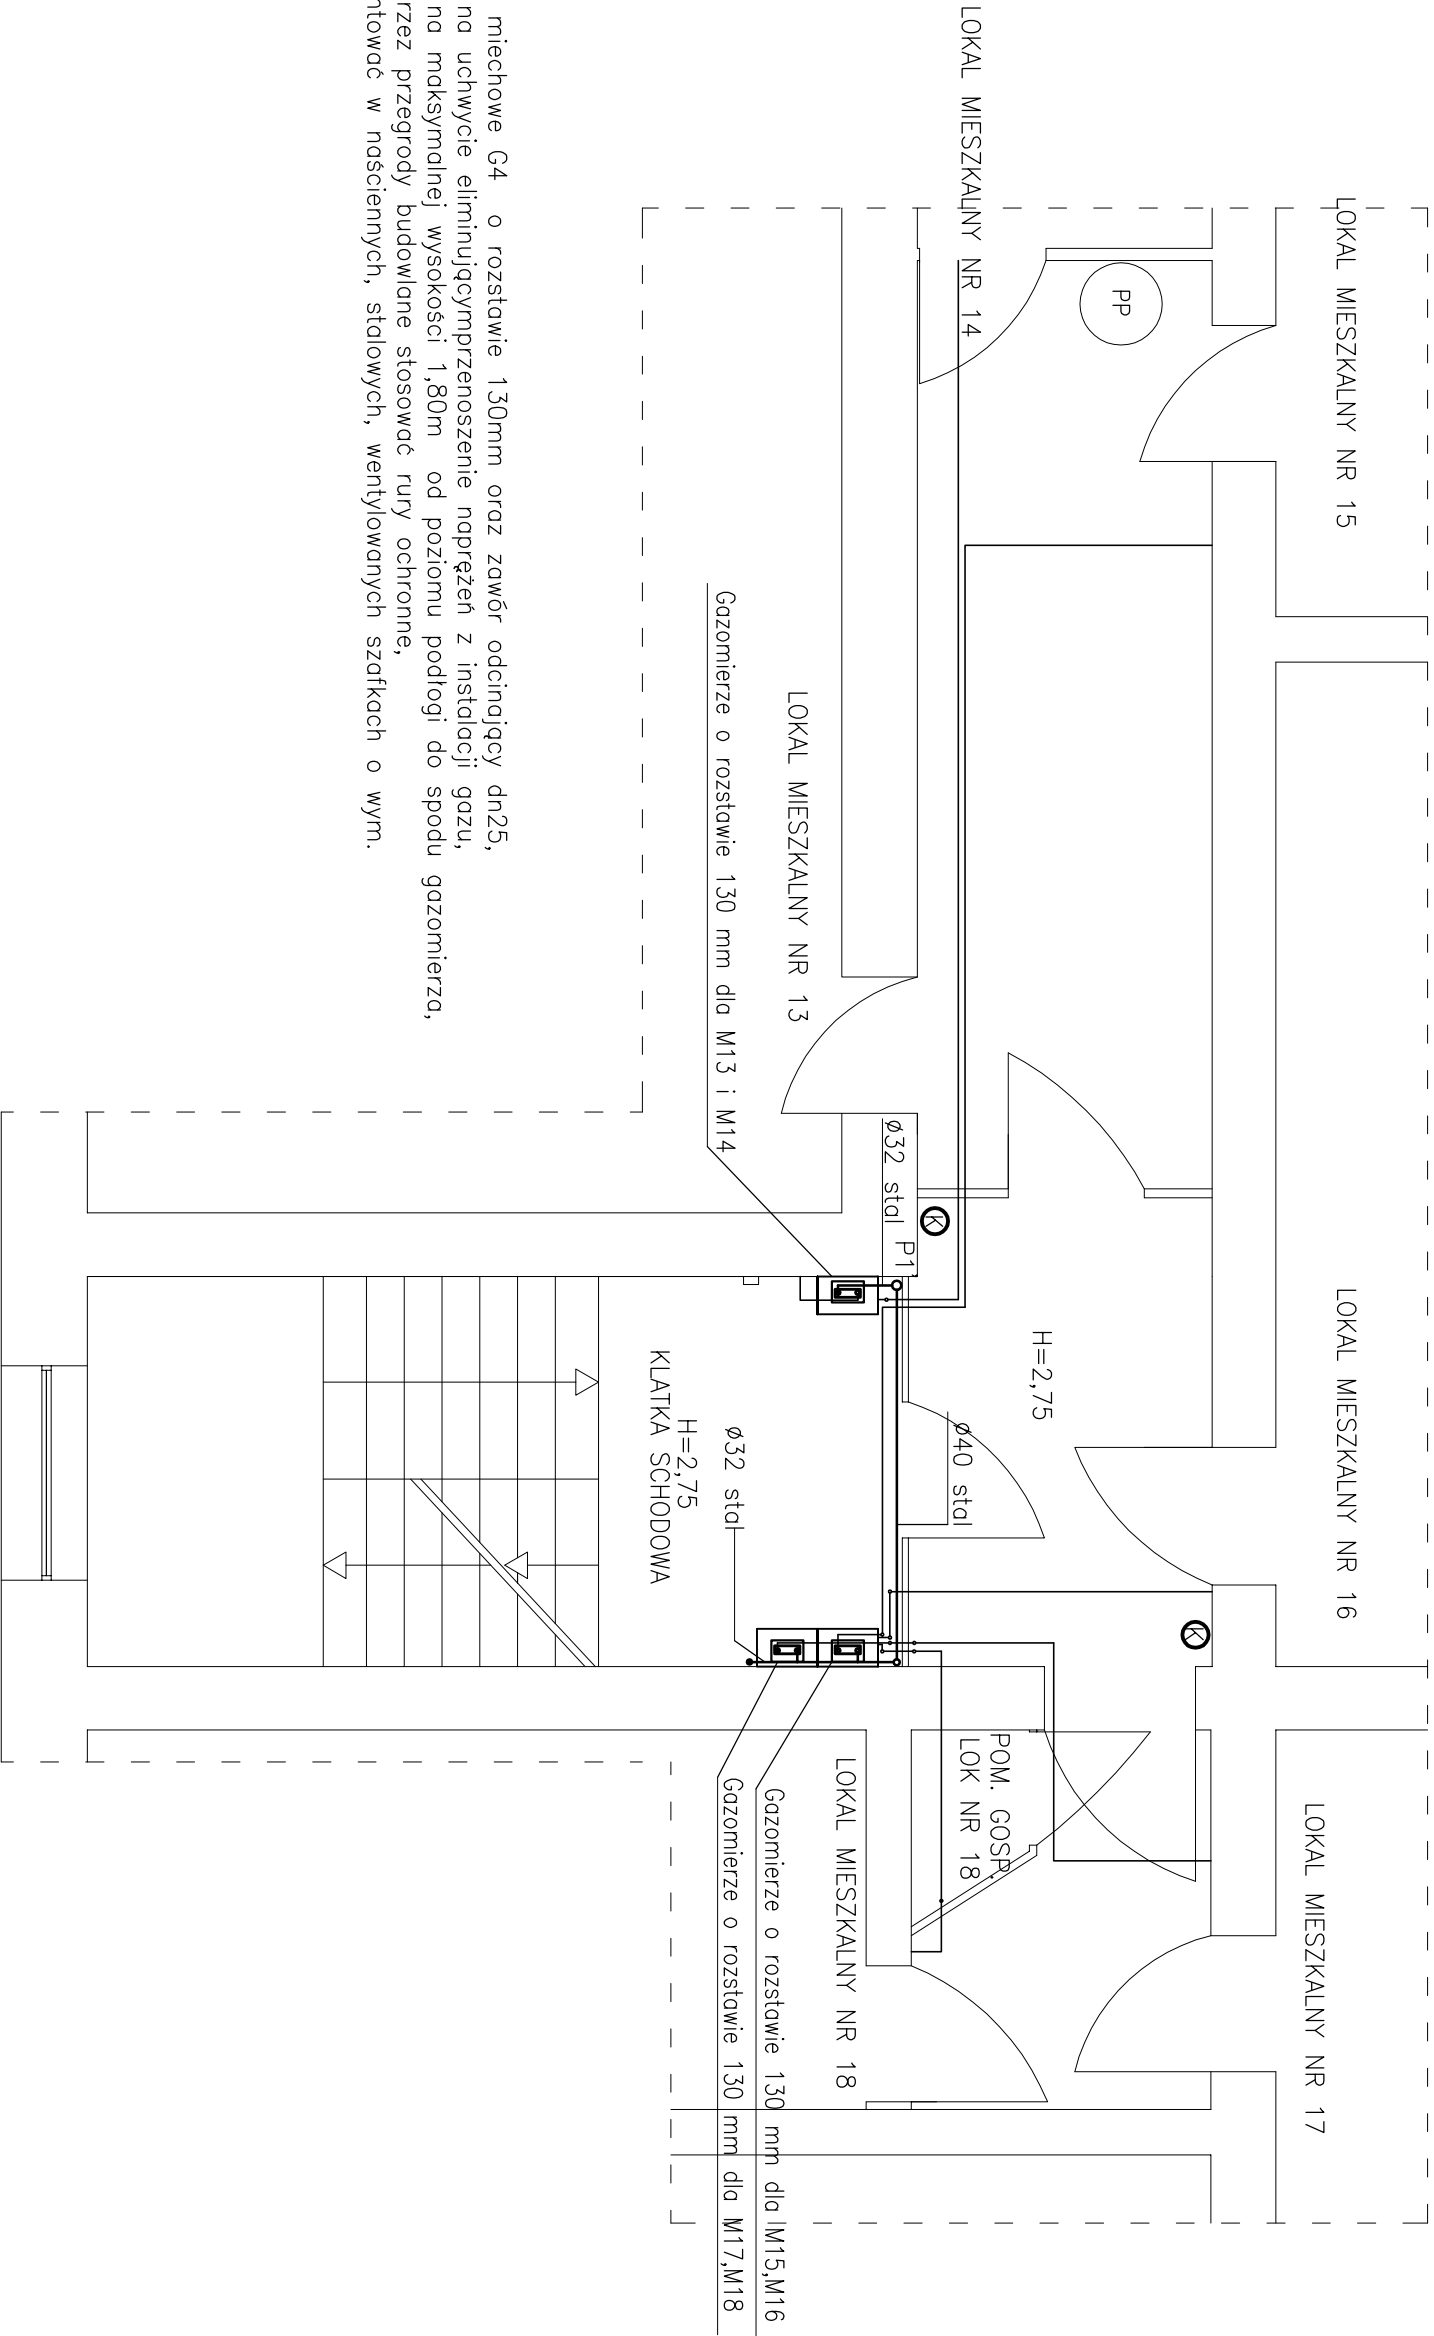 LOKAL MIESZKALNY NR 15
LOKAL MIESZKALNY NR 16
LOKAL MIESZKALNY NR 17
PP
K
H=2,75
POM. GOSP.
LOK NR 18
LOKAL MIESZKALNY NR 14
ø40 stal
K
P1
ø32 stal
LOKAL MIESZKALNY NR 18
LOKAL MIESZKALNY NR 13
Gazomierze o rozstawie 130 mm dla M15,M16
Gazomierze o rozstawie 130 mm dla M17,M18
ø32 stal
Gazomierze o rozstawie 130 mm dla M13 i M14
H=2,75
KLATKA SCHODOWA
miechowe G4 o rozstawie 130mm oraz zawór odcinający dn25,
na uchwycie eliminującymprzenoszenie naprężeń z instalacji gazu,
na maksymalnej wysokości 1,80m od poziomu podłogi do spodu gazomierza,
rzez przegrody budowlane stosować rury ochronne,
ntować w naściennych, stalowych, wentylowanych szafkach o wym.